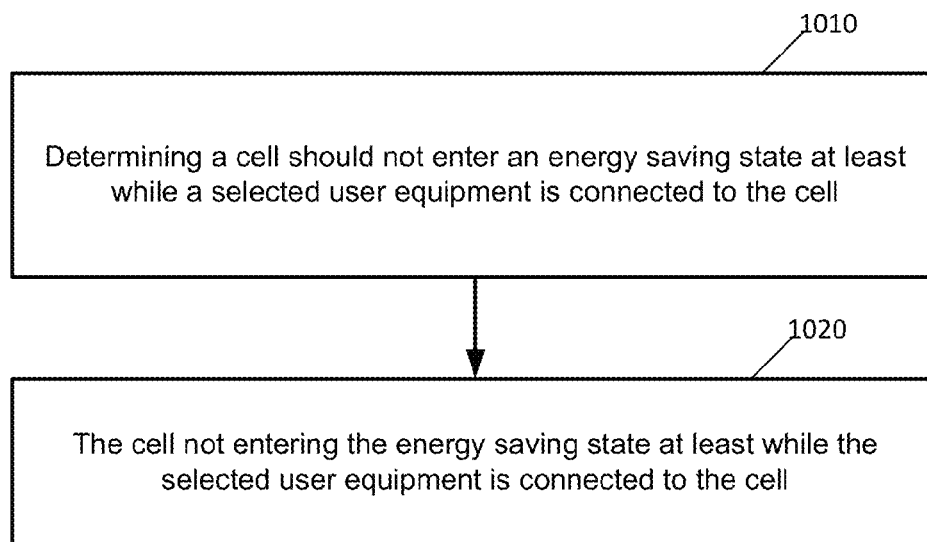 1010
Determining a cell should not enter an energy saving state at least
while a selected user equipment is connected to the cell
1020
The cell not entering the energy saving state at least while the
selected user equipment is connected to the cell